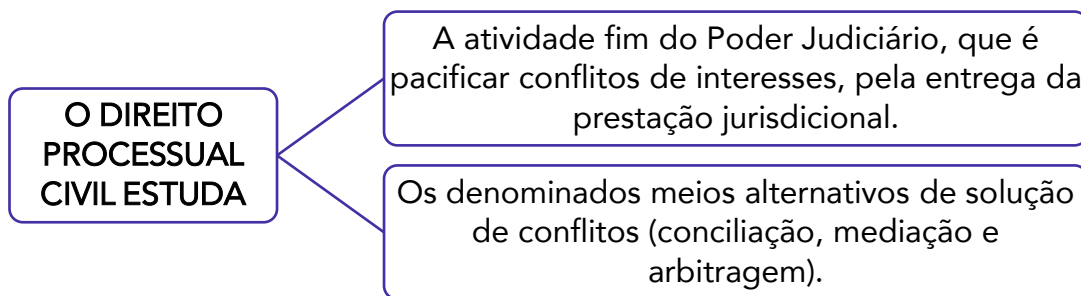 O DIREITO
PROCESSUAL
CIVIL ESTUDA
A atividade fim do Poder Judiciário, que é
pacificar conflitos de interesses, pela entrega da
prestação jurisdicional.
Os denominados meios alternativos de solução
de conflitos (conciliação, mediação e
arbitragem).